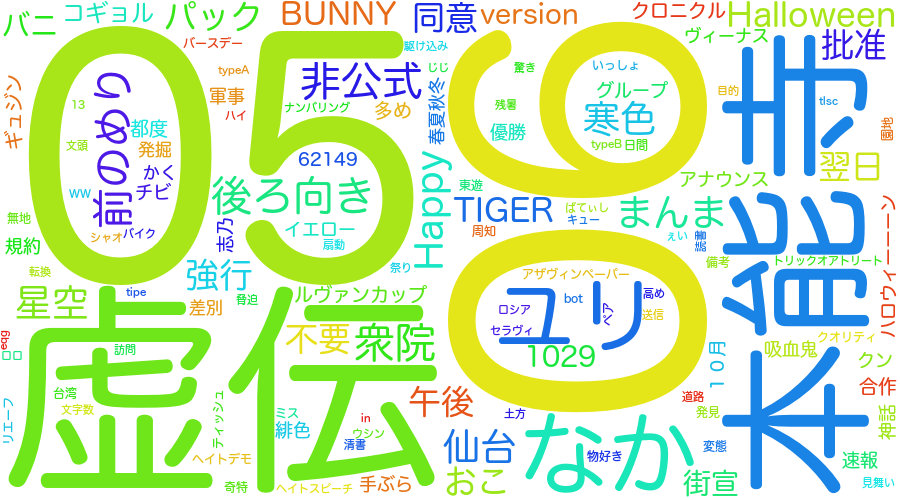 バニ
コギョル
パック
BUNNY
同意
version
クロニクル
Halloween
ヴィーナス
批准
バースデー
駆け込み
typeA
軍事
非公式
じじ
驚き
いっしょ
グループ
目的
本能寺
ギュジン
13
05
ハイ
ナンバリング
多め
春夏秋冬
残暑
60
寒色
tlsc
園地
都度
発掘
文頭
前のめり
優勝
typeB
日間
62149
かく
チビ
WW
後ろ向き
Happy
東遊
アナウンス
翌日
無地
規約
シャオ
バイク
志乃
イエロー
扇動
TIGER
ばてぃし
キュー
まんま
周知
えい
読書
備考
トリックオアトリート
ハロウィーーーン
転換
強行
脅迫
祭り
アザヴィンペーパー
星空
tipe
差別
ルヴァンカップ
ロシア
ユリ
bot
ペア
高め
送信
セラヴィ
クオリティ
eqg
ロロ
訪問
虚伝
不要
衆院
1029
10月
吸血鬼
クン
台湾
文字数
ティッシュ
午後
道路
合作
リエーフ
ミス
緋色
in
ウシン
清書
土方
なか
発見
神話
仙台
物好き
変態
速報
ヘイトデモ
奇特
ヘイトスピーチ
手ぶら
おこ
街宣
見舞い